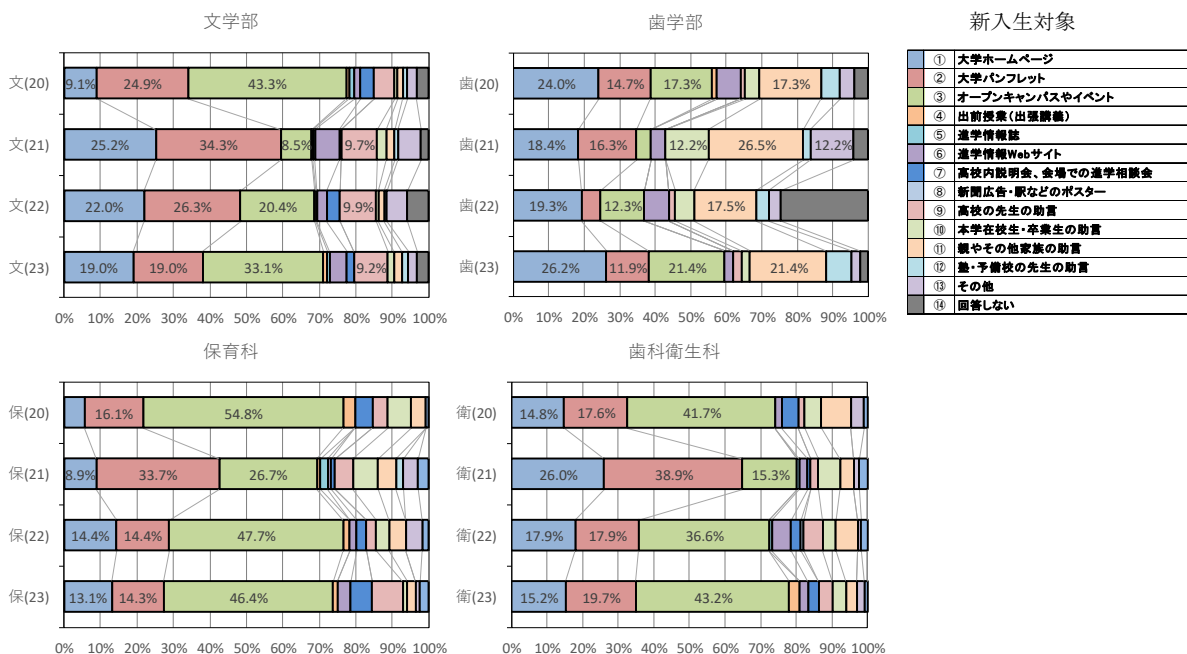 文学部
文(20) 9.1% 24.9% 43.3%
文(21) 25.2% 34.3% 8.5% 9.7%
文(22) 22.0% 26.3% 20.4% 9.9%
文(23) 19.0% 19.0% 33.1% 9.2%
0% 10% 20% 30% 40% 50% 60% 70% 80% 90% 100%
歯学部
歯(20) 24.0% 14.7% 17.3% 17.3%
歯(21) 18.4% 16.3% 12.2% 26.5% 12.2%
歯(22) 19.3% 12.3% 17.5%
歯(23) 26.2% 11.9% 21.4% 21.4%
0% 10% 20% 30% 40% 50% 60% 70% 80% 90% 100%
新入生対象
① 大学ホームページ
② 大学パンフレット
③ オープンキャンパスやイベント
④ 出前授業(出張講義)
⑤ 進学情報誌
⑥ 進学情報Webサイト
⑦ 高校内説明会、会場での進学相談会
⑧ 新聞広告・駅などのポスター
⑨ 高校の先生の助言
⑩ 本学在校生・卒業生の助言
⑪ 親やその他家族の助言
⑫ 塾・予備校の先生の助言
⑬ その他
⑭ 回答しない
保育科
保(20) 16.1% 54.8%
保(21) 8.9% 33.7% 26.7%
保(22) 14.4% 14.4% 47.7%
保(23) 13.1% 14.3% 46.4%
0% 10% 20% 30% 40% 50% 60% 70% 80% 90% 100%
歯科衛生科
衛(20) 14.8% 17.6% 41.7%
衛(21) 26.0% 38.9% 15.3%
衛(22) 17.9% 17.9% 36.6%
衛(23) 15.2% 19.7% 43.2%
0% 10% 20% 30% 40% 50% 60% 70% 80% 90% 100%